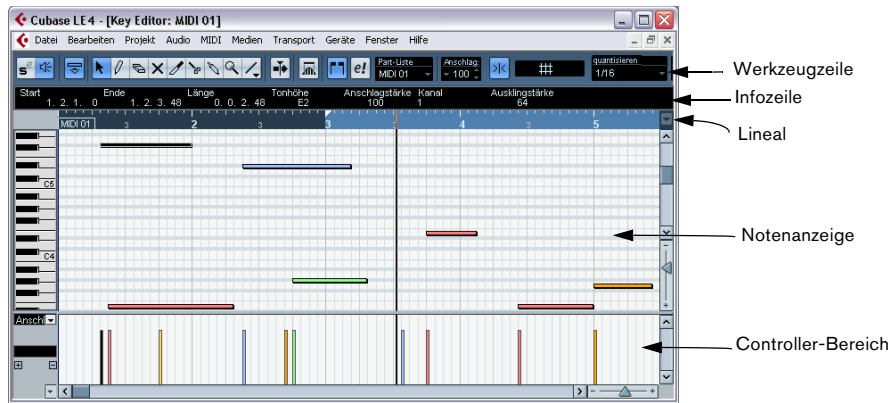 Cubase LE 4 - [Key Editor: MIDI 01]
Datei Bearbeiten Projekt Audio MIDI Medien Transport Geräte Fenster Hilfe
Part-Liste Anschlag: quantisieren
MIDI 01 100 1/16
Werkzeugzeile
Start Ende Länge Tonhöhe Anschlagstärke Kanal Ausklingstärke
1. 2. 1. 0 1. 2. 3. 48 0. 0. 2. 48 E2 100 1 64
Infozeile
MIDI 01 3 2 3 3 3 4 3 5
Lineal
C5
Notenanzeige
C4
Ansch
Controller-Bereich